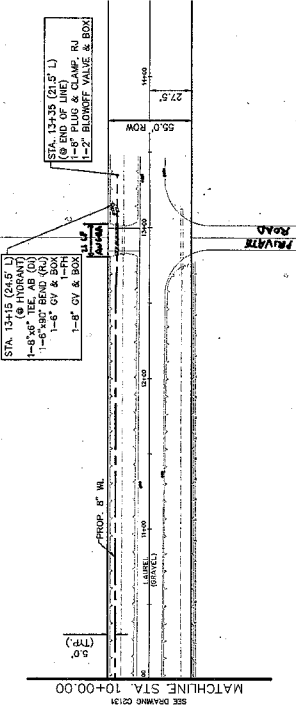 STA. 13+15 (24.5' L)
(@ HYDRANT)
1-8"x6" TEE, AB (DI)
1-6"x90° BEND (RJ)
1-6" GV & BOX
1-FH
1-8" GV & BOX
STA. 13+35 (21.5' L)
(@ END OF LINE)
1-8" PLUG & CLAMP, RJ
1-2" BLOWOFF VALVE & BOX
PROP. 8" WL
5.0'
(TYP.)
LAUREL
(GRAVEL)
11+00
12+00
13+00
14+00
55.0' ROW
27.5'
PRIVATE
ROAD
MATCHLINE STA. 10+00.00
SEE DRAWING C2131